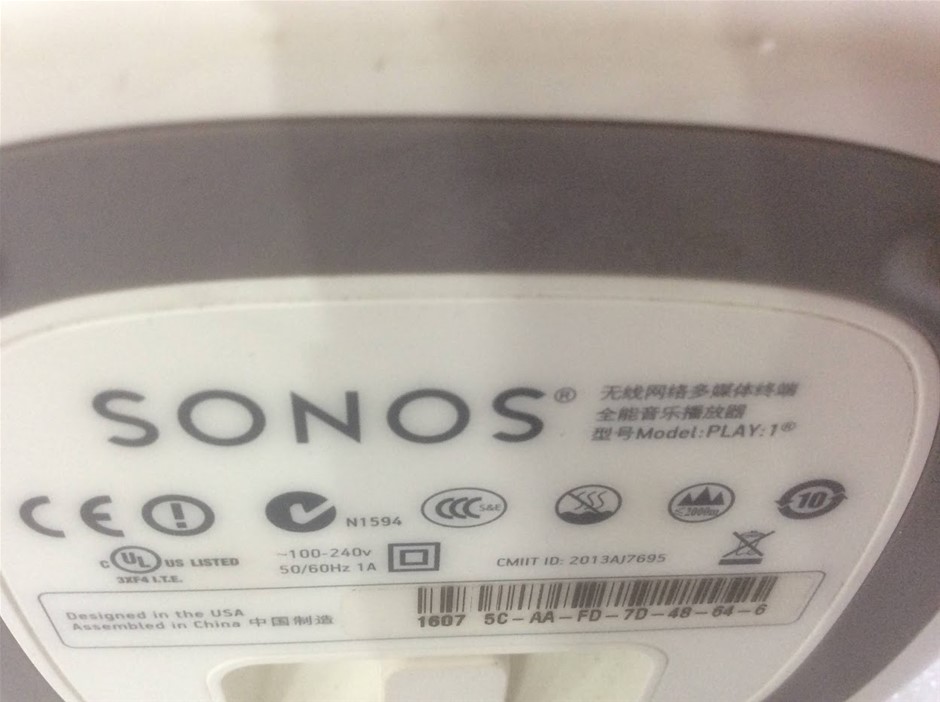 SONOS®
无线网络多媒体终端
全能音乐播放器
型号Model:PLAY:1®
CE
N1594
CCC S&E
≤2000m
10
C UL US LISTED
3XF4 I.T.E.
~100-240v
50/60Hz 1A
CMIIT ID: 2013AJ7695
Designed in the USA
Assembled in China 中国制造
1607 5C-AA-FD-7D-48-64-6